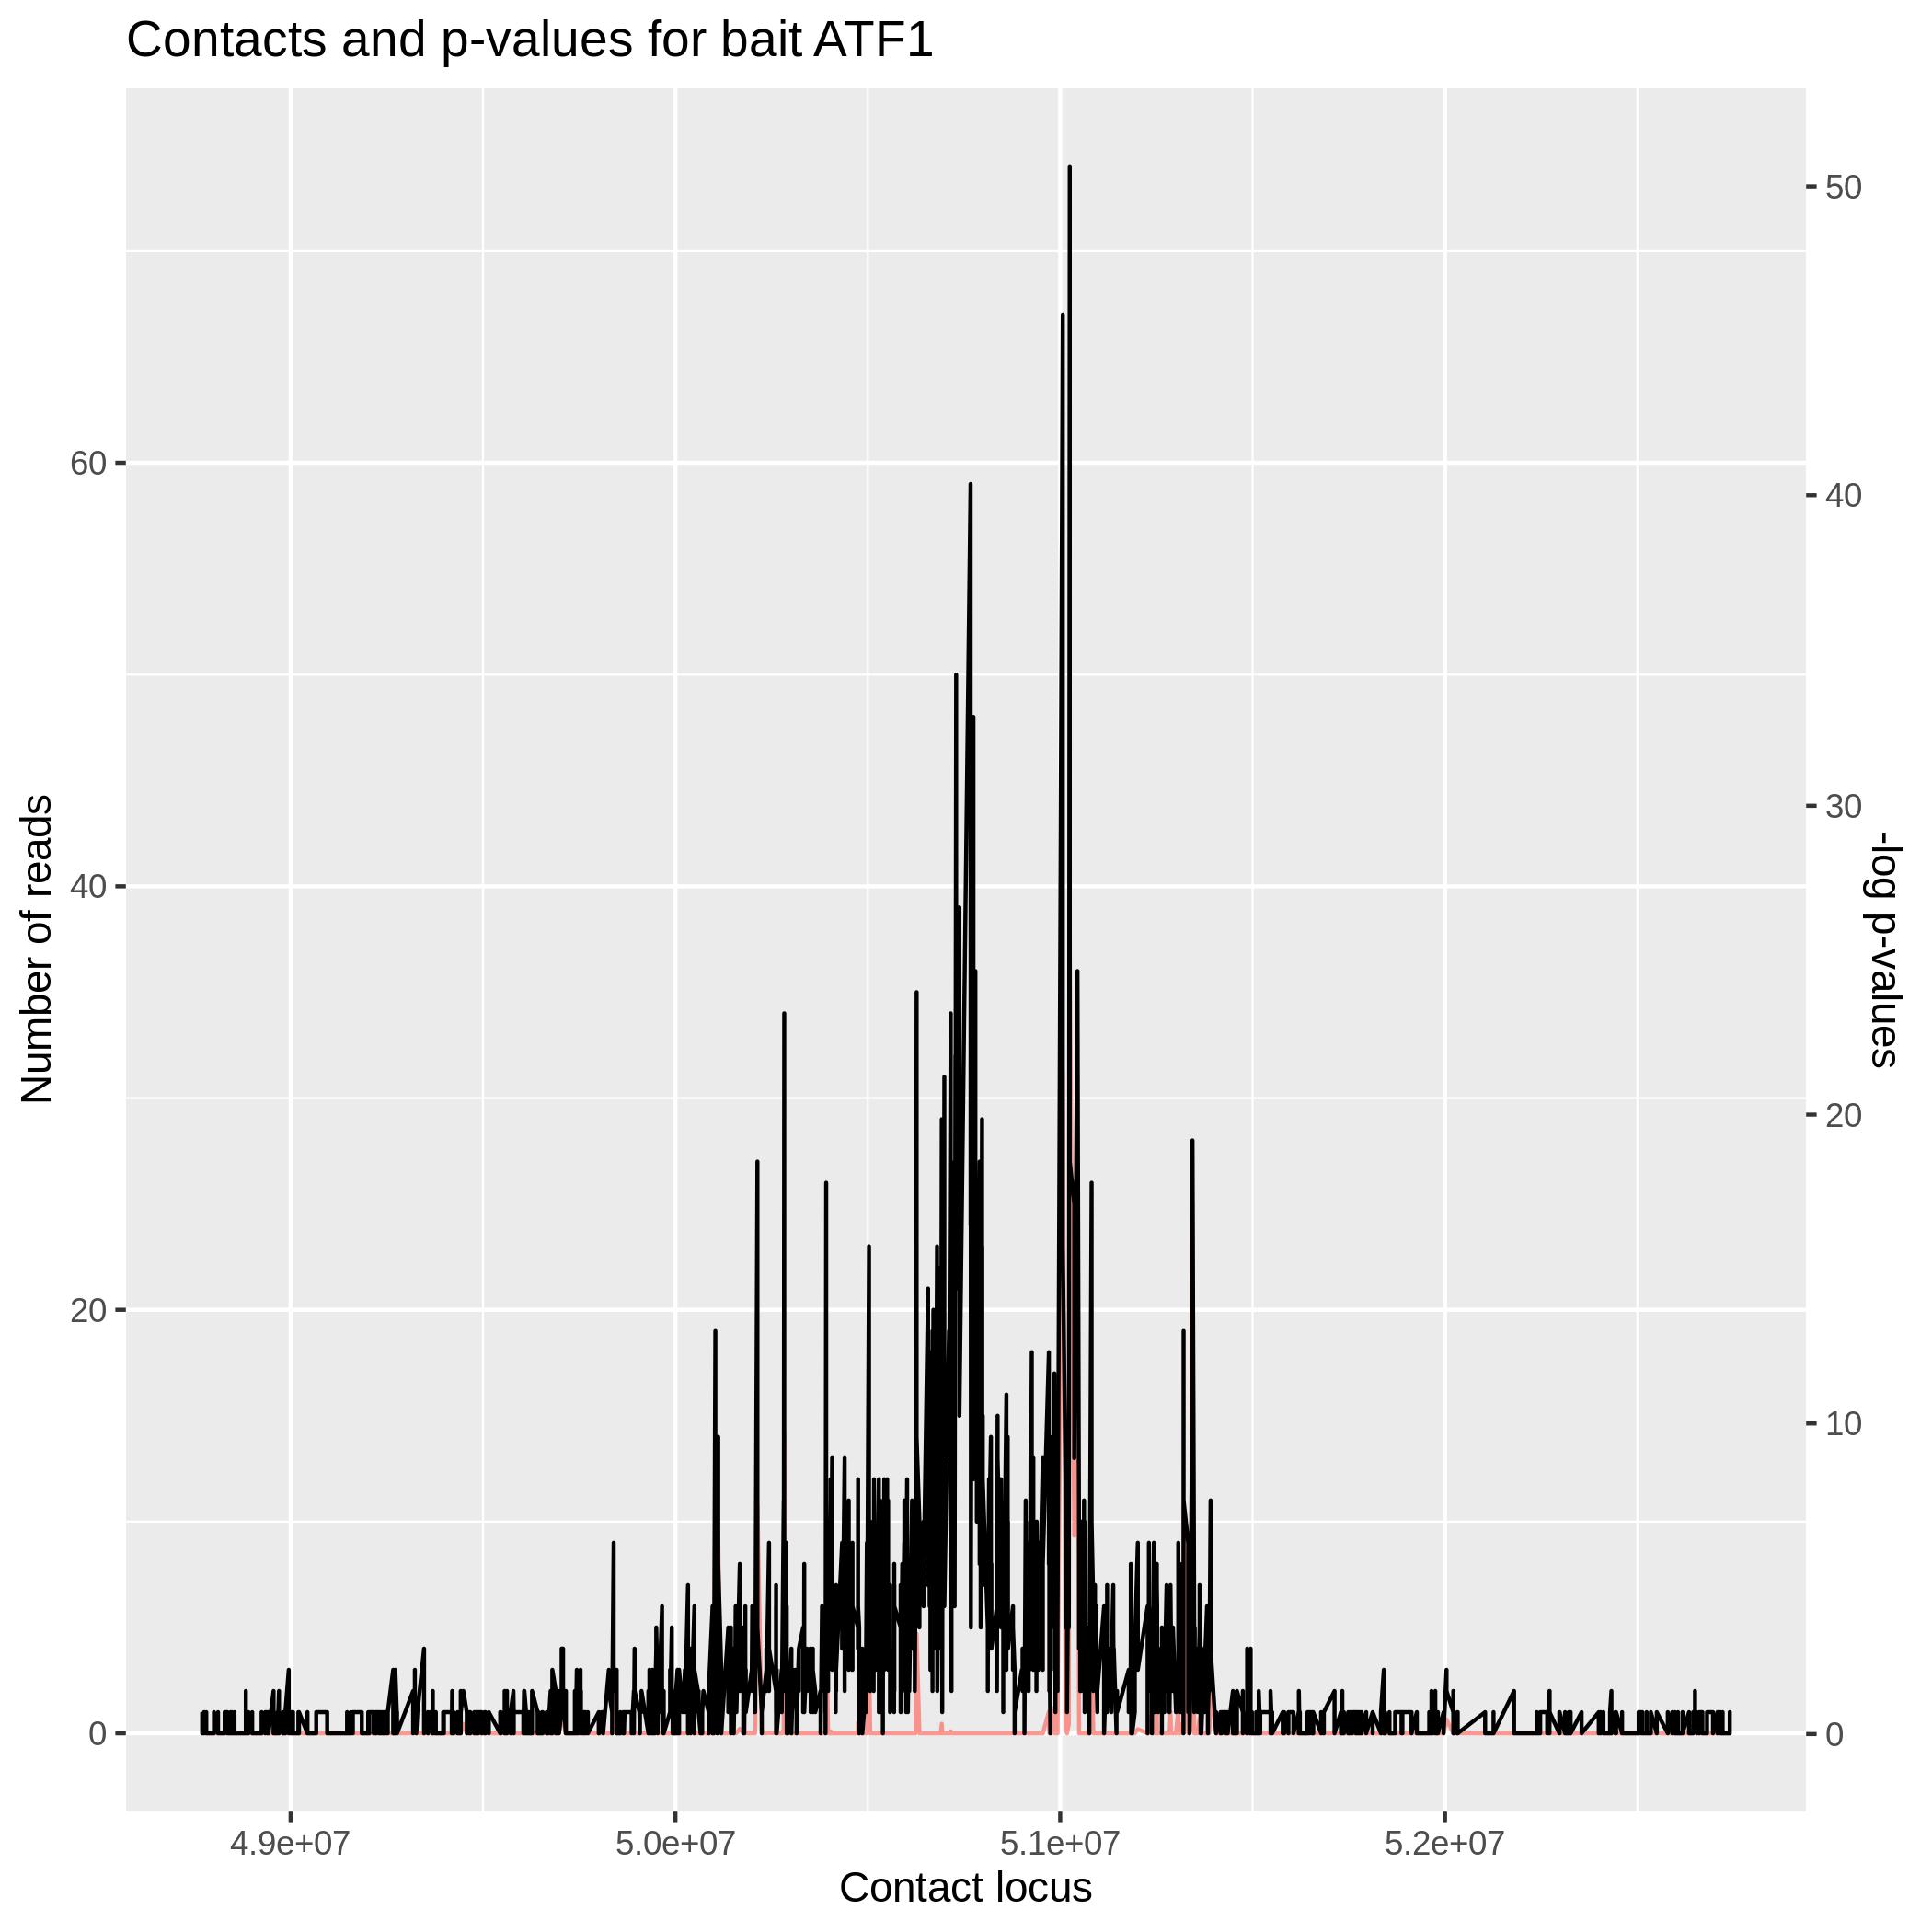 Contacts and p-values for bait ATF1
Number of reads
60
40
20
0
50
40
30
20
10
0
-log p-values
4.9e+07
5.0e+07
5.1e+07
5.2e+07
Contact locus